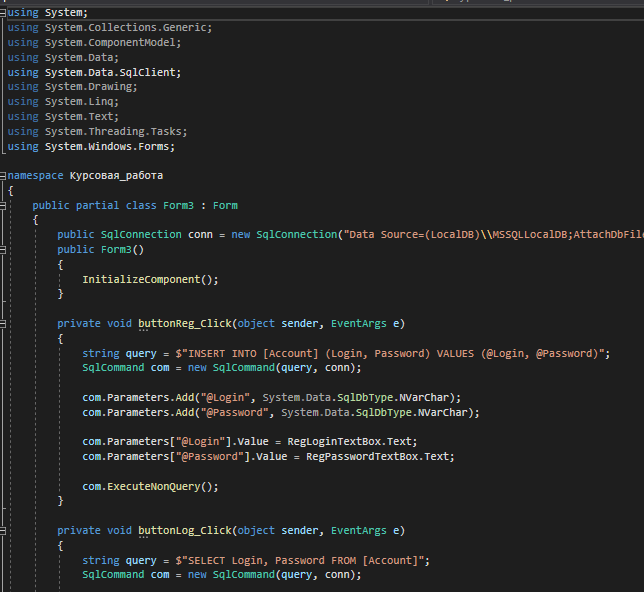 using System;
using System.Collections.Generic;
using System.ComponentModel;
using System.Data;
using System.Data.SqlClient;
using System.Drawing;
using System.Linq;
using System.Text;
using System.Threading.Tasks;
using System.Windows.Forms;
namespace Курсовая_работа
{
public partial class Form3 : Form
{
public SqlConnection conn = new SqlConnection("Data Source=(LocalDB)\\MSSQLLocalDB;AttachDbFile
public Form3()
{
InitializeComponent();
}
private void buttonReg_Click(object sender, EventArgs e)
{
string query = $"INSERT INTO [Account] (Login, Password) VALUES (@Login, @Password)";
SqlCommand com = new SqlCommand(query, conn);
com.Parameters.Add("@Login", System.Data.SqlDbType.NVarChar);
com.Parameters.Add("@Password", System.Data.SqlDbType.NVarChar);
com.Parameters["@Login"].Value = RegLoginTextBox.Text;
com.Parameters["@Password"].Value = RegPasswordTextBox.Text;
com.ExecuteNonQuery();
}
private void buttonLog_Click(object sender, EventArgs e)
{
string query = $"SELECT Login, Password FROM [Account]";
SqlCommand com = new SqlCommand(query, conn);